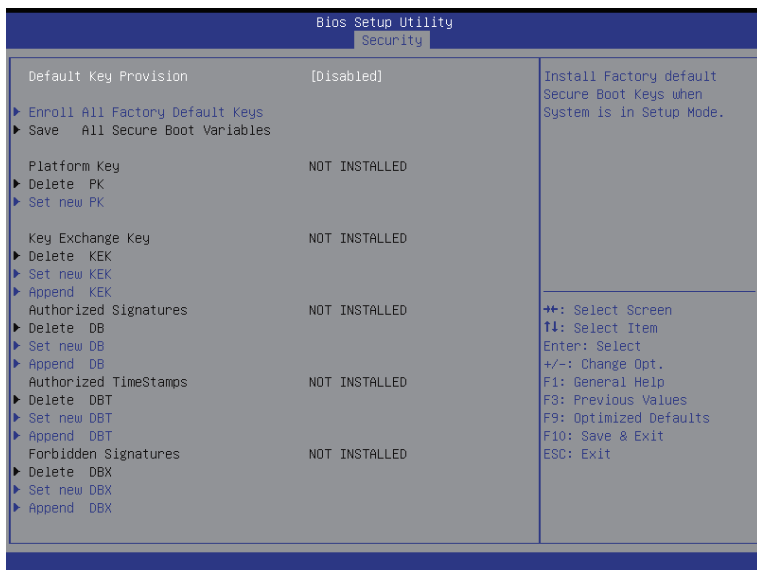 Bios Setup Utility
Security
Default Key Provision [Disabled]
Enroll All Factory Default Keys
Save All Secure Boot Variables
Platform Key NOT INSTALLED
Delete PK
Set new PK
Key Exchange Key NOT INSTALLED
Delete KEK
Set new KEK
Append KEK
Authorized Signatures NOT INSTALLED
Delete DB
Set new DB
Append DB
Authorized TimeStamps NOT INSTALLED
Delete DBT
Set new DBT
Append DBT
Forbidden Signatures NOT INSTALLED
Delete DBX
Set new DBX
Append DBX
Install Factory default
Secure Boot Keys when
System is in Setup Mode.
→←: Select Screen
↑↓: Select Item
Enter: Select
+/-: Change Opt.
F1: General Help
F3: Previous Values
F9: Optimized Defaults
F10: Save & Exit
ESC: Exit